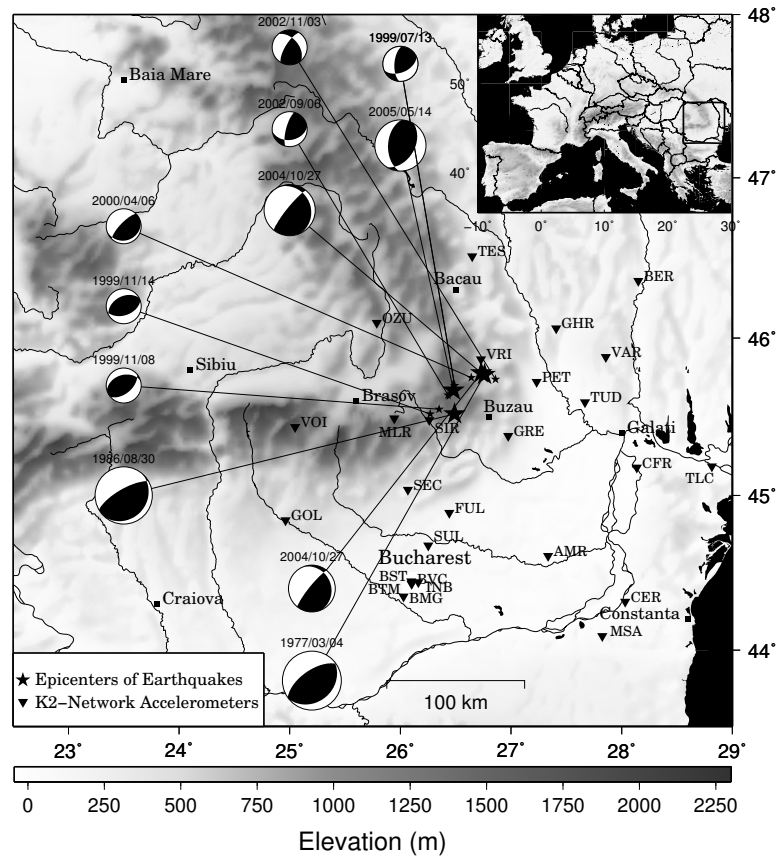 2002/11/03
1999/07/13
48˚
Baia Mare
50˚
2002/09/06
2005/05/14
2004/10/27
40˚
47˚
2000/04/06
−10˚
0˚
10˚
20˚
30˚
TES
BER
1999/11/14
Bacau
OZU
GHR
46˚
VRI
VAR
1999/11/08
Sibiu
PET
Brasov
TUD
Buzau
VOI
MLR
SIR
GRE
Galati
1986/08/30
CFR
TLC
SEC
45˚
GOL
FUL
SUL
2004/10/27
Bucharest
AMR
BST
BVC
BTM
INB
BMG
Craiova
CER
Constanta
MSA
1977/03/04
44˚
Epicenters of Earthquakes
K2−Network Accelerometers
100 km
23˚
24˚
25˚
26˚
27˚
28˚
29˚
0
250
500
750
1000
1250
1500
1750
2000
2250
Elevation (m)